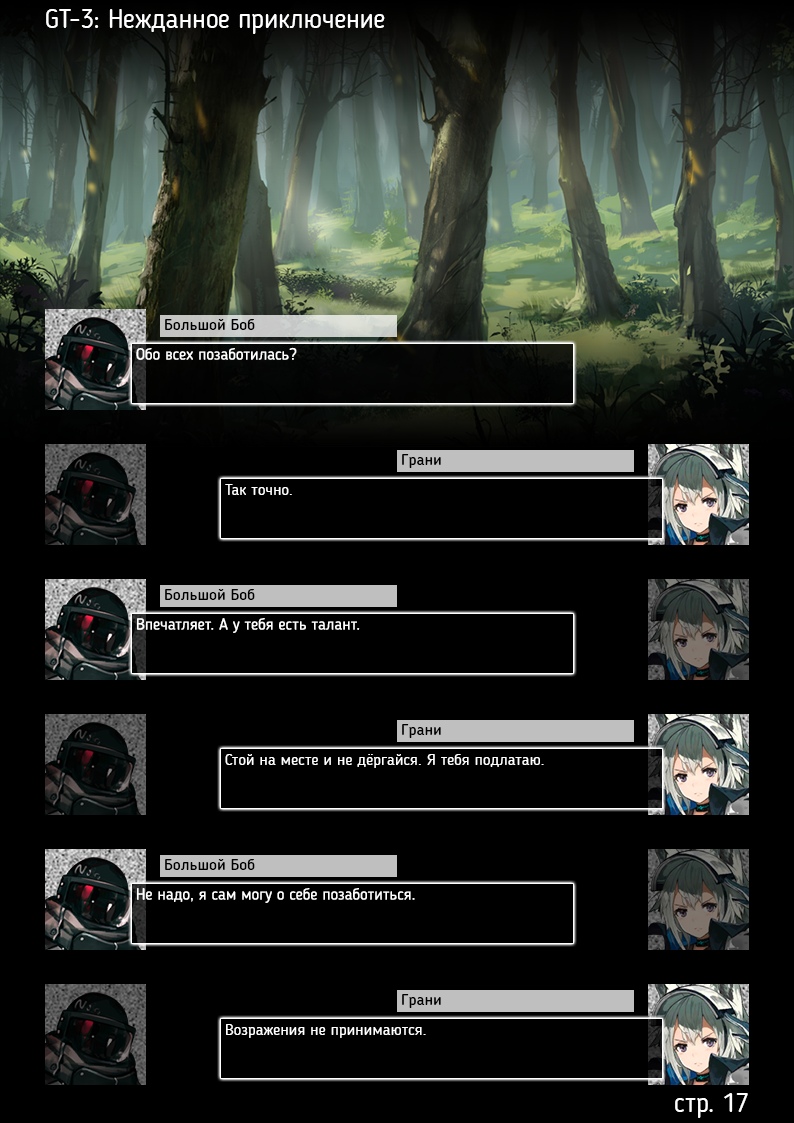 GT-3: Нежданное приключение
Большой Боб
Обо всех позаботилась?
Грани
Так точно.
Большой Боб
Впечатляет. А у тебя есть талант.
Грани
Стой на месте и не дёргайся. Я тебя подлатаю.
Большой Боб
Не надо, я сам могу о себе позаботиться.
Грани
Возражения не принимаются.
стр. 17